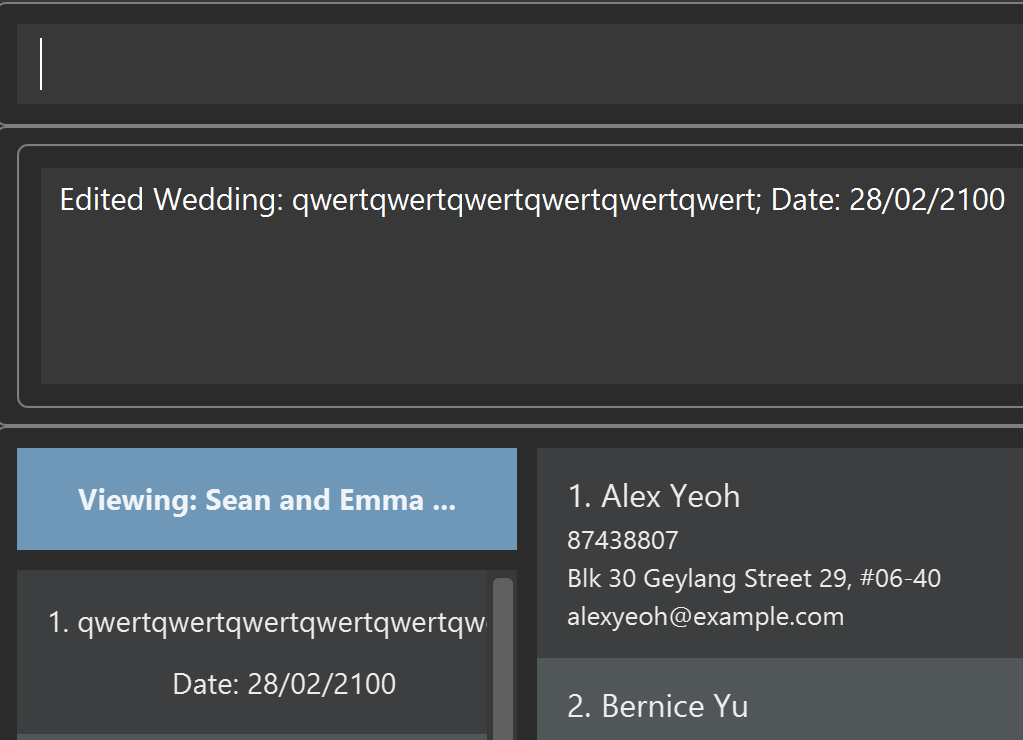 Edited Wedding: qwertqwertqwertqwertqwertqwert; Date: 28/02/2100
Viewing: Sean and Emma ...
1. qwertqwertqwertqwertqwertqw
Date: 28/02/2100
1. Alex Yeoh
87438807
Blk 30 Geylang Street 29, #06-40
alexyeoh@example.com
2. Bernice Yu